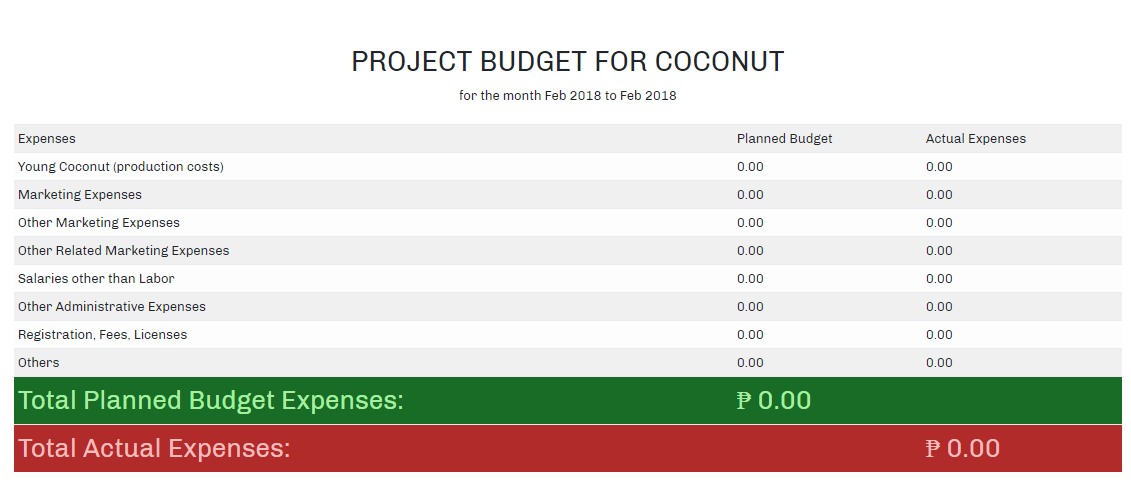 PROJECT BUDGET FOR COCONUT
for the month Feb 2018 to Feb 2018
Expenses Planned Budget Actual Expenses
Young Coconut (production costs) 0.00 0.00
Marketing Expenses 0.00 0.00
Other Marketing Expenses 0.00 0.00
Other Related Marketing Expenses 0.00 0.00
Salaries other than Labor 0.00 0.00
Other Administrative Expenses 0.00 0.00
Registration, Fees, Licenses 0.00 0.00
Others 0.00 0.00
Total Planned Budget Expenses: ₱ 0.00
Total Actual Expenses: ₱ 0.00